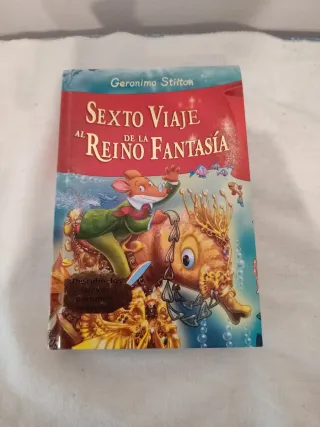 Geronimo Stilton
SEXTO VIAJE
AL REINO DE LA FANTASÍA